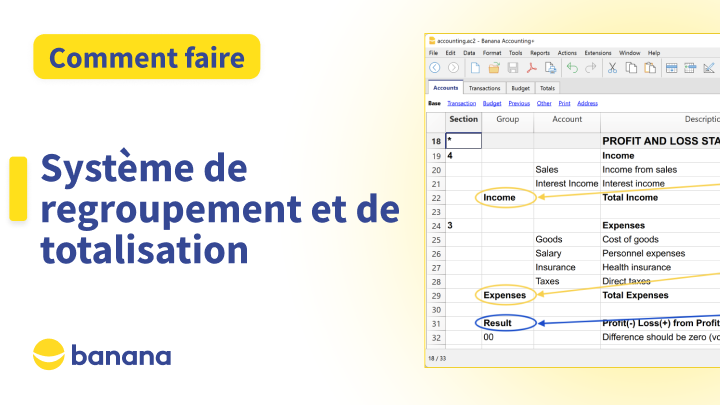 Comment faire
Système de
regroupement et de
totalisation
banana
accounting.ac2 - Banana Accounting+
File Edit Data Format Tools Reports Actions Extensions Window Help
Accounts Transactions Budget Totals
Base Transaction Budget Previous Other Print Address
Section Group Account Descriptio
18 * PROFIT AND LOSS STA
19 4 Income
20 Sales Income from sales
21 Interest Income Interest income
22 Income Total Income
23
24 3 Expenses
25 Goods Cost of goods
26 Salary Personnel expenses
27 Insurance Health insurance
28 Taxes Direct taxes
29 Expenses Total Expenses
30
31 Result Profit(-) Loss(+) from Profit
32 00 Difference should be zero (vo
18 / 33